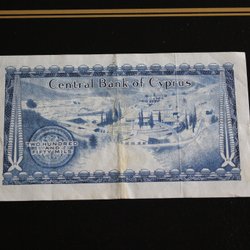 Central Bank of Cyprus
TWO HUNDRED
AND
FIFTY MILS